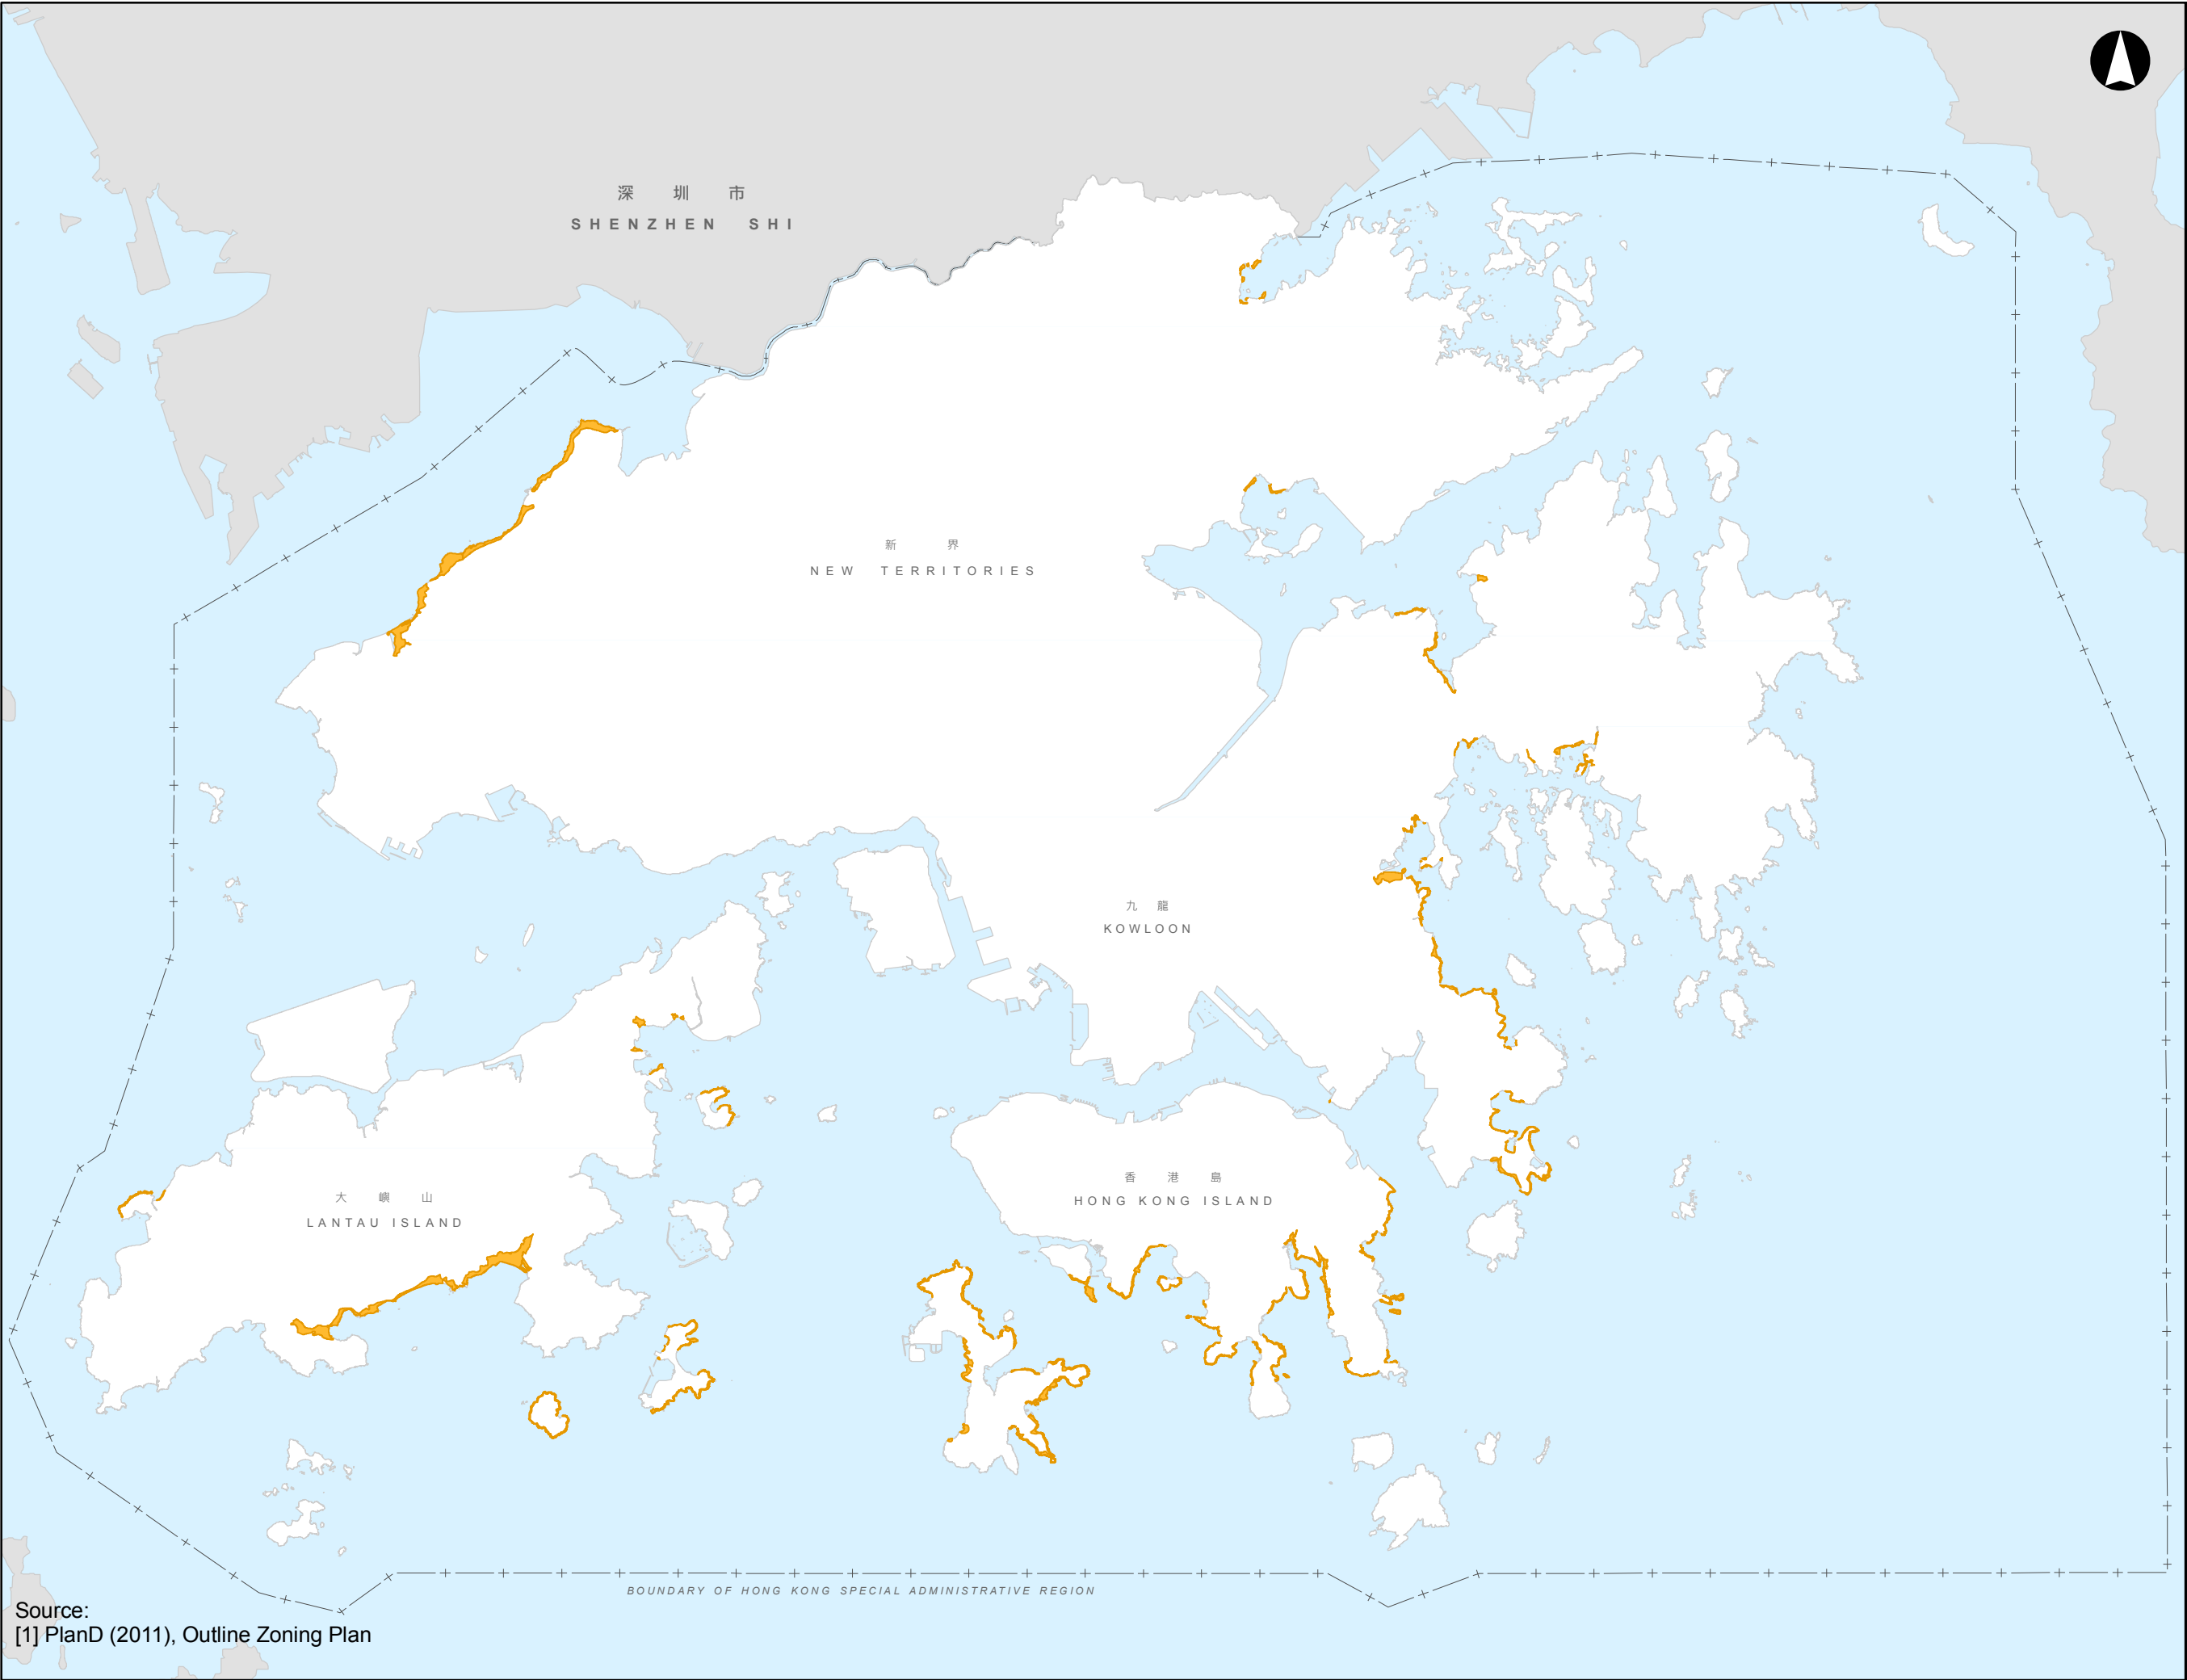 深 圳 市
SHENZHEN SHI
新 界
NEW TERRITORIES
九 龍
KOWLOON
香 港 島
HONG KONG ISLAND
大 嶼 山
LANTAU ISLAND
BOUNDARY OF HONG KONG SPECIAL ADMINISTRATIVE REGION
Source:
[1] PlanD (2011), Outline Zoning Plan